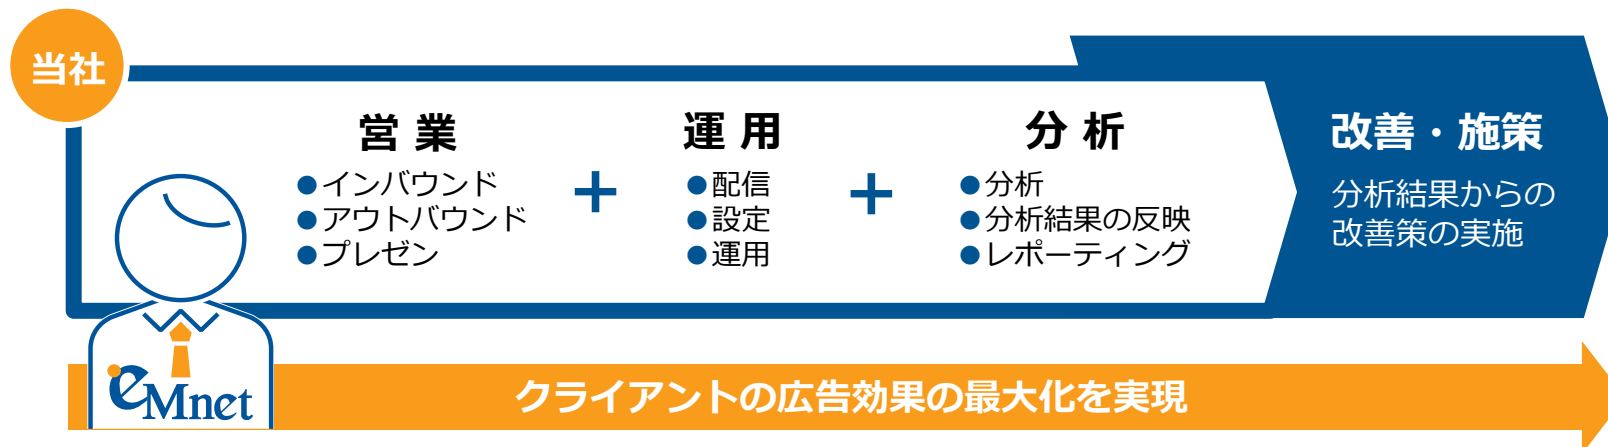 当社
営業
●インバウンド
●アウトバウンド
●プレゼン
+
運用
●配信
●設定
●運用
+
分析
●分析
●分析結果の反映
●レポーティング
改善・施策
分析結果からの
改善策の実施
eMnet
クライアントの広告効果の最大化を実現